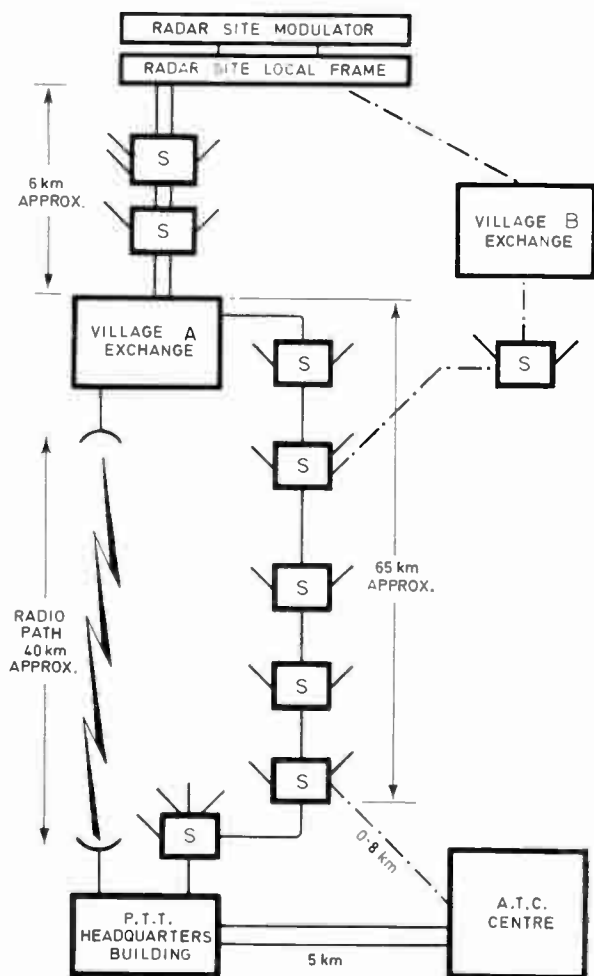 RADAR SITE MODULATOR
RADAR SITE LOCAL FRAME
S
6 km
APPROX.
S
VILLAGE B
EXCHANGE
VILLAGE A
EXCHANGE
S
S
S
65 km
APPROX.
S
RADIO
PATH
40 km
APPROX.
S
S
S
0·8 km
P.T.T.
HEADQUARTERS
BUILDING
5 km
A.T.C.
CENTRE